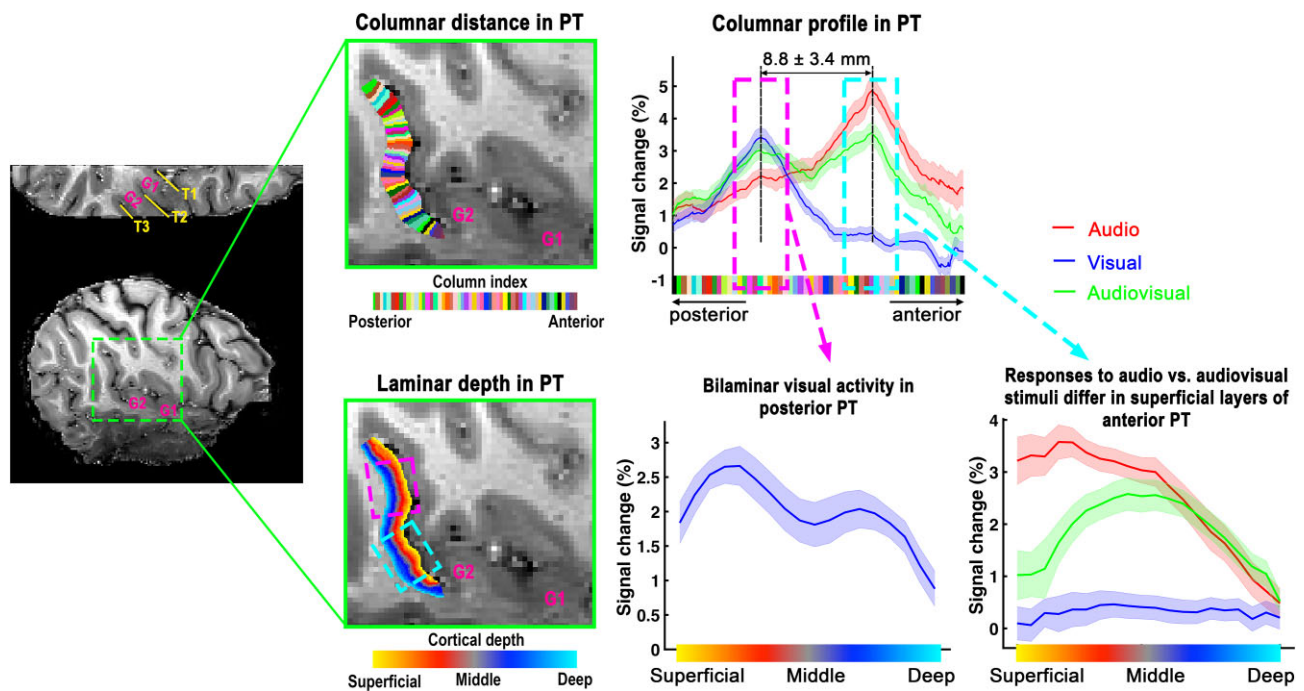 Columnar distance in PT
G2
G1
Column index
Posterior
Anterior
G1
G2
T1
T2
T3
G2
G1
Laminar depth in PT
G2
G1
Cortical depth
Superficial
Middle
Deep
Columnar profile in PT
8.8 ± 3.4 mm
Signal change (%)
5
4
3
2
1
0
-1
posterior
anterior
Audio
Visual
Audiovisual
Bilaminar visual activity in
posterior PT
Signal change (%)
3
2.5
2
1.5
1
0.5
0
Superficial
Middle
Deep
Responses to audio vs. audiovisual
stimuli differ in superficial layers of
anterior PT
Signal change (%)
4
3
2
1
0
Superficial
Middle
Deep